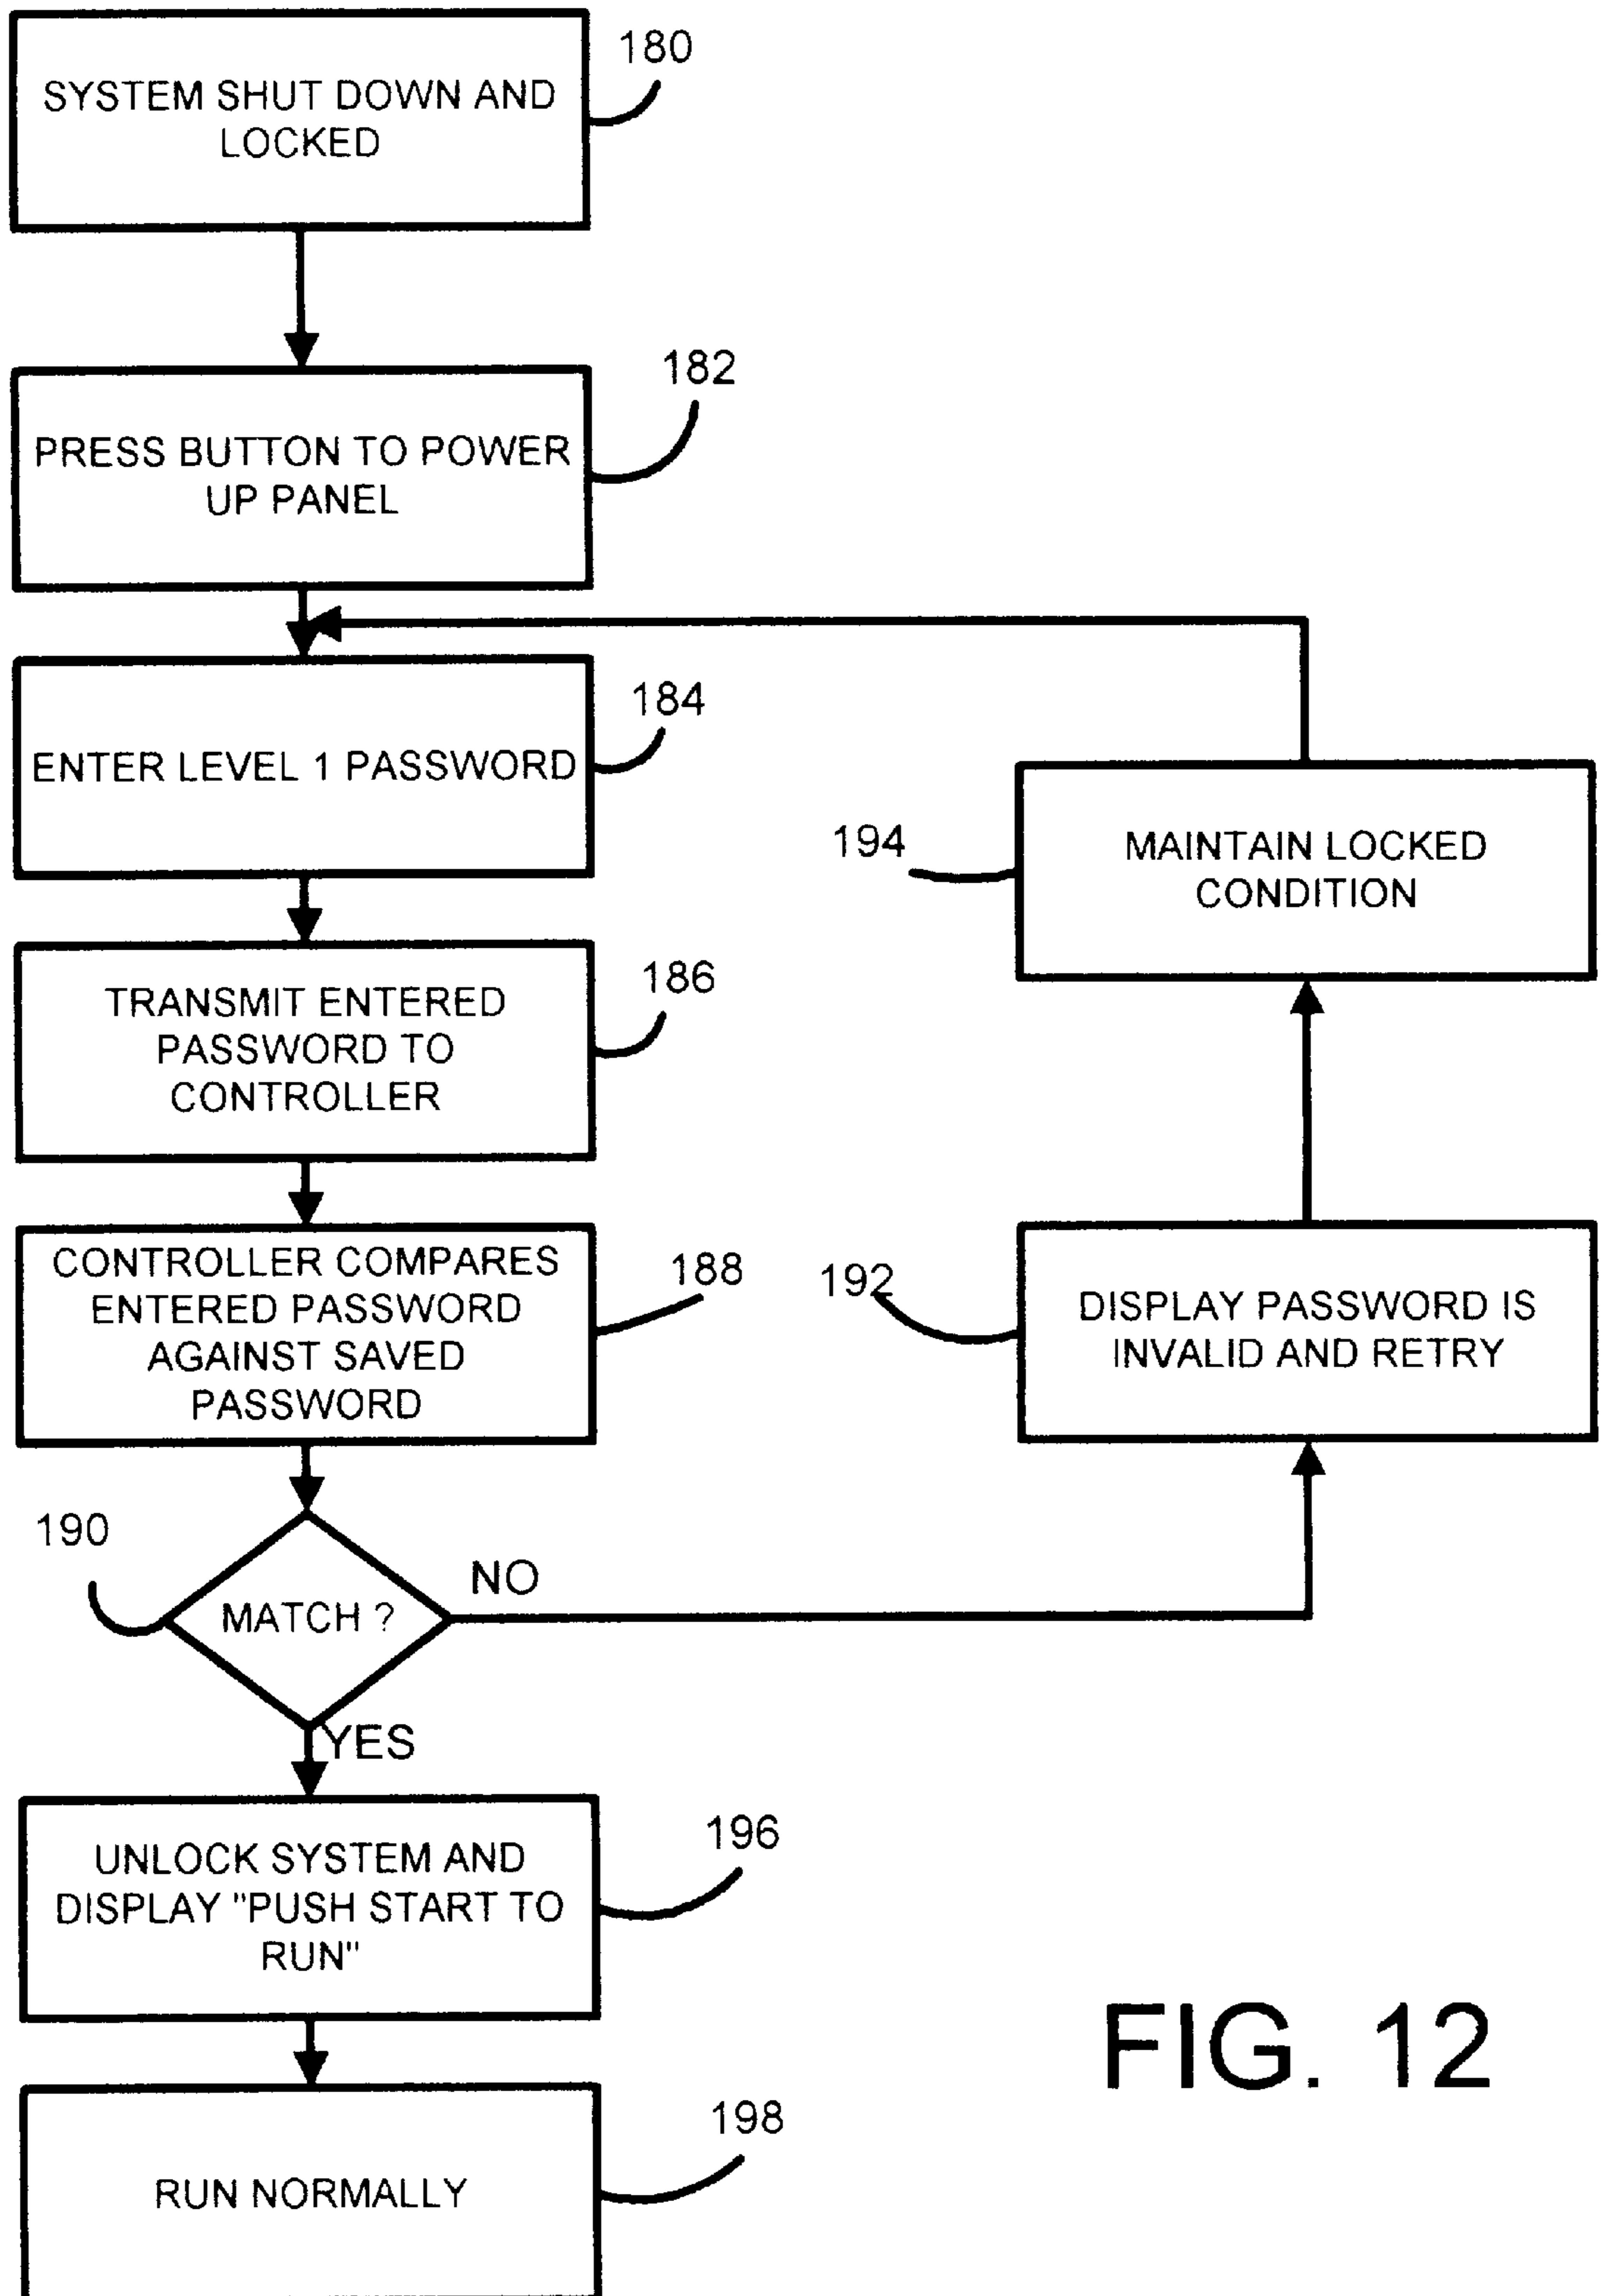 180
SYSTEM SHUT DOWN AND
LOCKED
182
PRESS BUTTON TO POWER
UP PANEL
184
ENTER LEVEL 1 PASSWORD
194
MAINTAIN LOCKED
CONDITION
186
TRANSMIT ENTERED
PASSWORD TO
CONTROLLER
188
CONTROLLER COMPARES
ENTERED PASSWORD
AGAINST SAVED
PASSWORD
192
DISPLAY PASSWORD IS
INVALID AND RETRY
190
MATCH ?
NO
YES
196
UNLOCK SYSTEM AND
DISPLAY "PUSH START TO
RUN"
198
RUN NORMALLY
FIG. 12